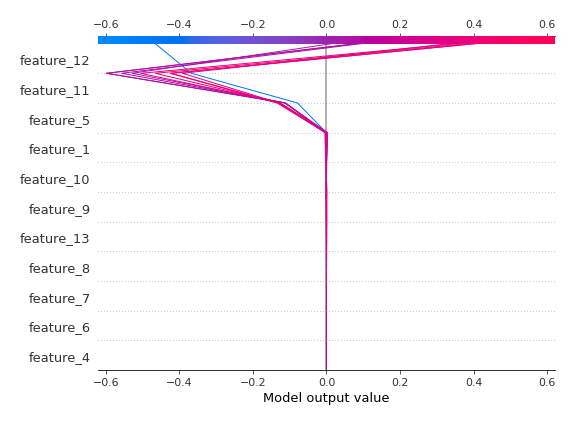 −0.6 −0.4 −0.2 0.0 0.2 0.4 0.6
feature_12
feature_11
feature_5
feature_1
feature_10
feature_9
feature_13
feature_8
feature_7
feature_6
feature_4
−0.6 −0.4 −0.2 0.0 0.2 0.4 0.6
Model output value